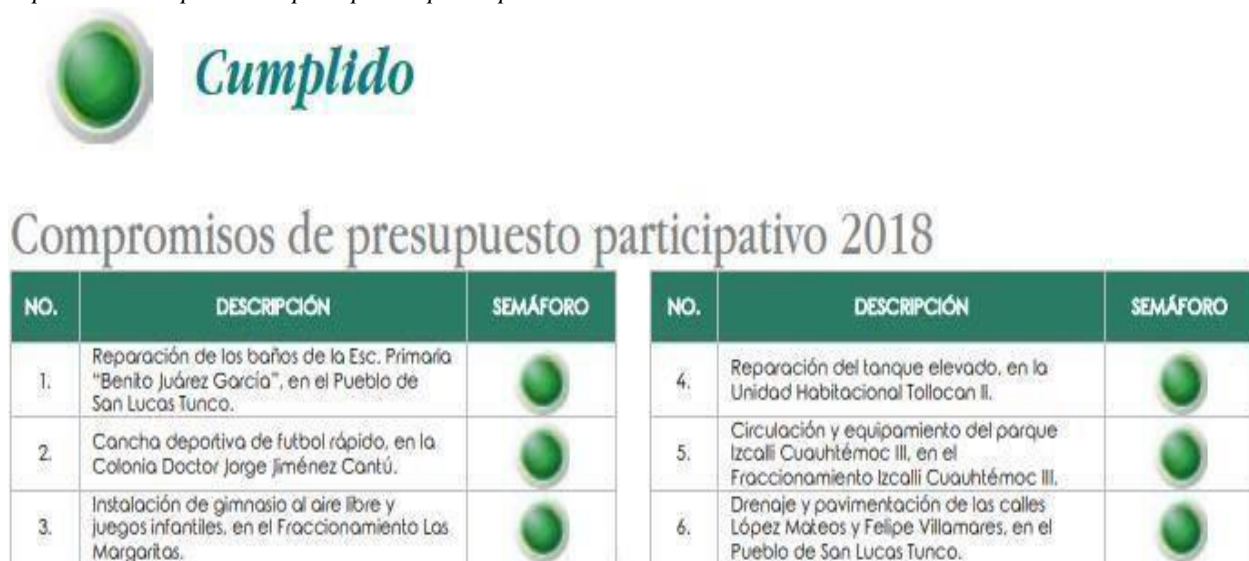 Cumplido
Compromisos de presupuesto participativo 2018
NO. DESCRIPCIÓN SEMÁFORO
1. Reparación de los baños de la Esc. Primaria
"Benito Juárez García", en el Pueblo de
San Lucas Tunco.
2. Cancha deportiva de futbol rápido, en la
Colonia Doctor Jorge Jiménez Cantú.
3. Instalación de gimnasio al aire libre y
juegos infantiles, en el Fraccionamiento Las
Margaritas.
NO. DESCRIPCIÓN SEMÁFORO
4. Reparación del tanque elevado, en la
Unidad Habitacional Tollocan II.
5. Circulación y equipamiento del parque
Izcalli Cuauhtémoc III, en el
Fraccionamiento Izcalli Cuauhtémoc III.
6. Drenaje y pavimentación de las calles
López Mateos y Felipe Villamares, en el
Pueblo de San Lucas Tunco.